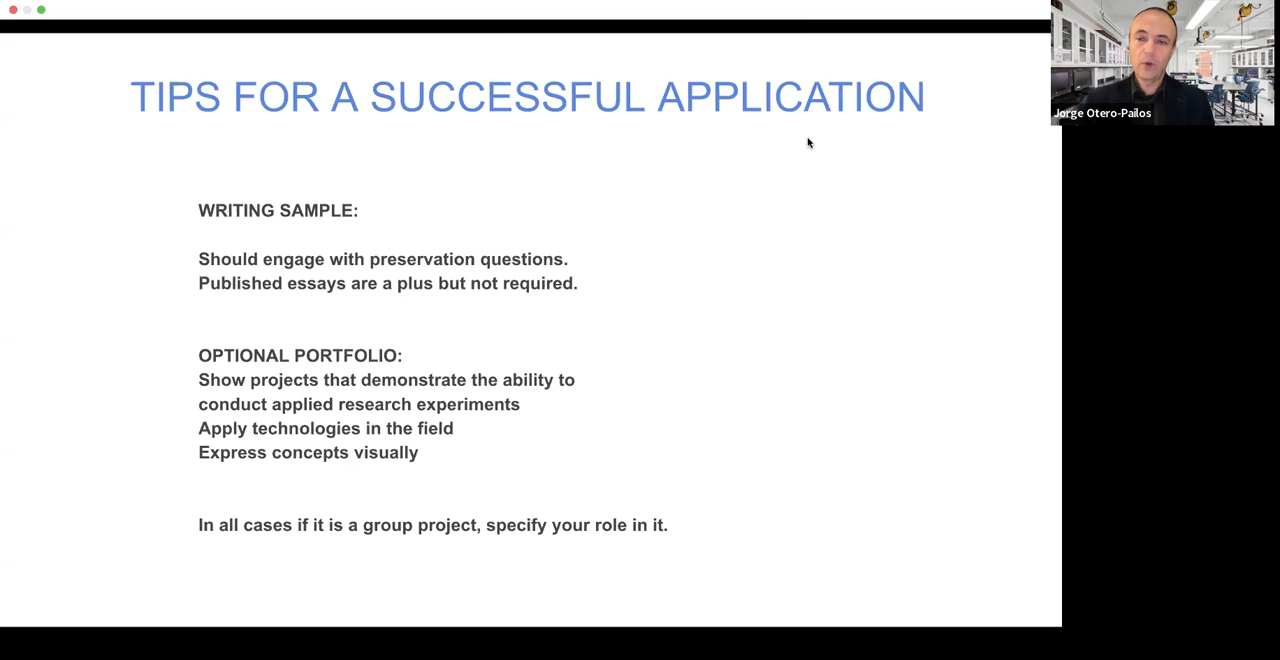 TIPS FOR A SUCCESSFUL APPLICATION
Jorge Otero-Pailos
WRITING SAMPLE:
Should engage with preservation questions.
Published essays are a plus but not required.
OPTIONAL PORTFOLIO:
Show projects that demonstrate the ability to
conduct applied research experiments
Apply technologies in the field
Express concepts visually
In all cases if it is a group project, specify your role in it.